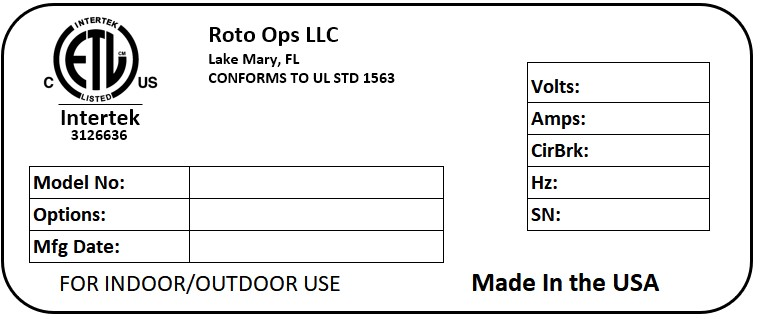 INTERTEK
ETL CM
C US
LISTED
Intertek
3126636
Roto Ops LLC
Lake Mary, FL
CONFORMS TO UL STD 1563
Volts:
Amps:
CirBrk:
Hz:
SN:
Model No:
Options:
Mfg Date:
FOR INDOOR/OUTDOOR USE
Made In the USA